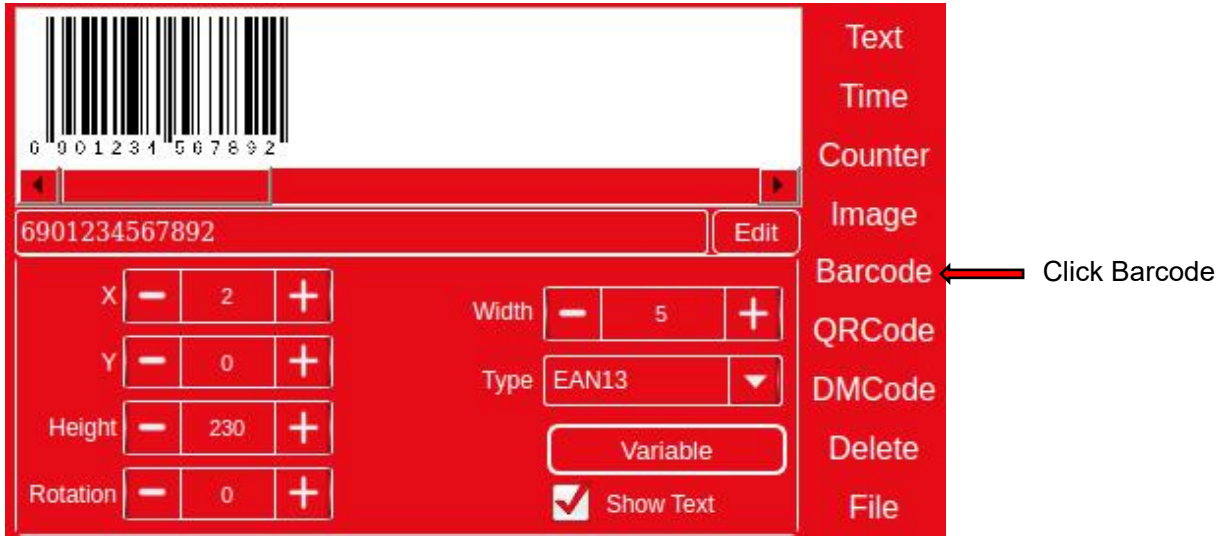 6 901234 567892
6901234567892
Edit
X
2
Y
0
Height
230
Rotation
0
Width
5
Type
EAN13
Variable
Show Text
Text
Time
Counter
Image
Barcode
QRCode
DMCode
Delete
File
Click Barcode